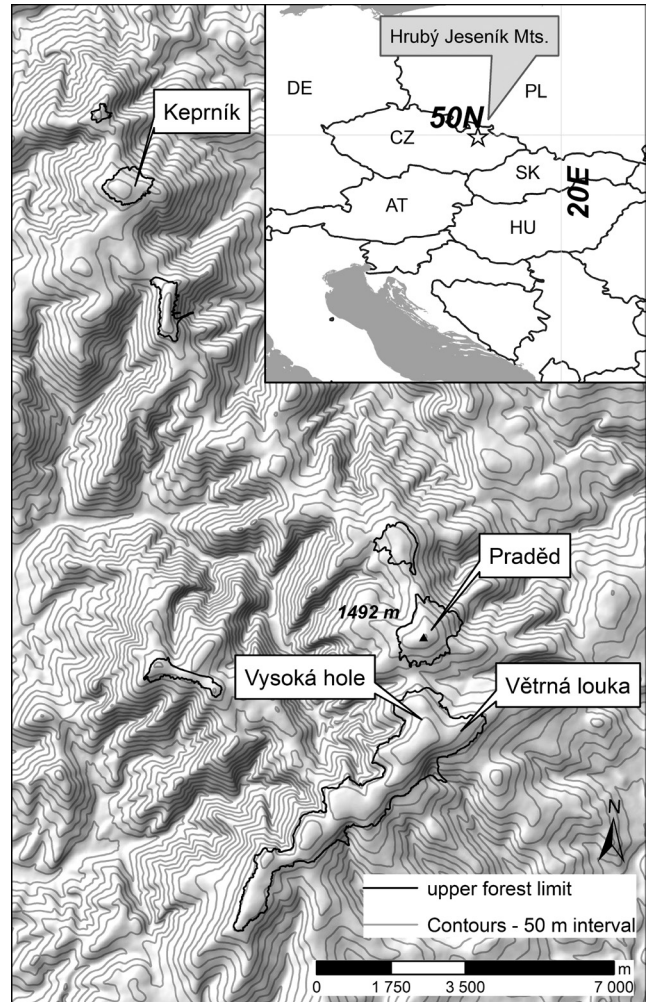 Hrubý Jeseník Mts.
DE
PL
50N
CZ
SK
20E
AT
HU
Keprník
Praděd
1492 m
Vysoká hole
Větrná louka
N
upper forest limit
Contours - 50 m interval
m
0 1 750 3 500 7 000